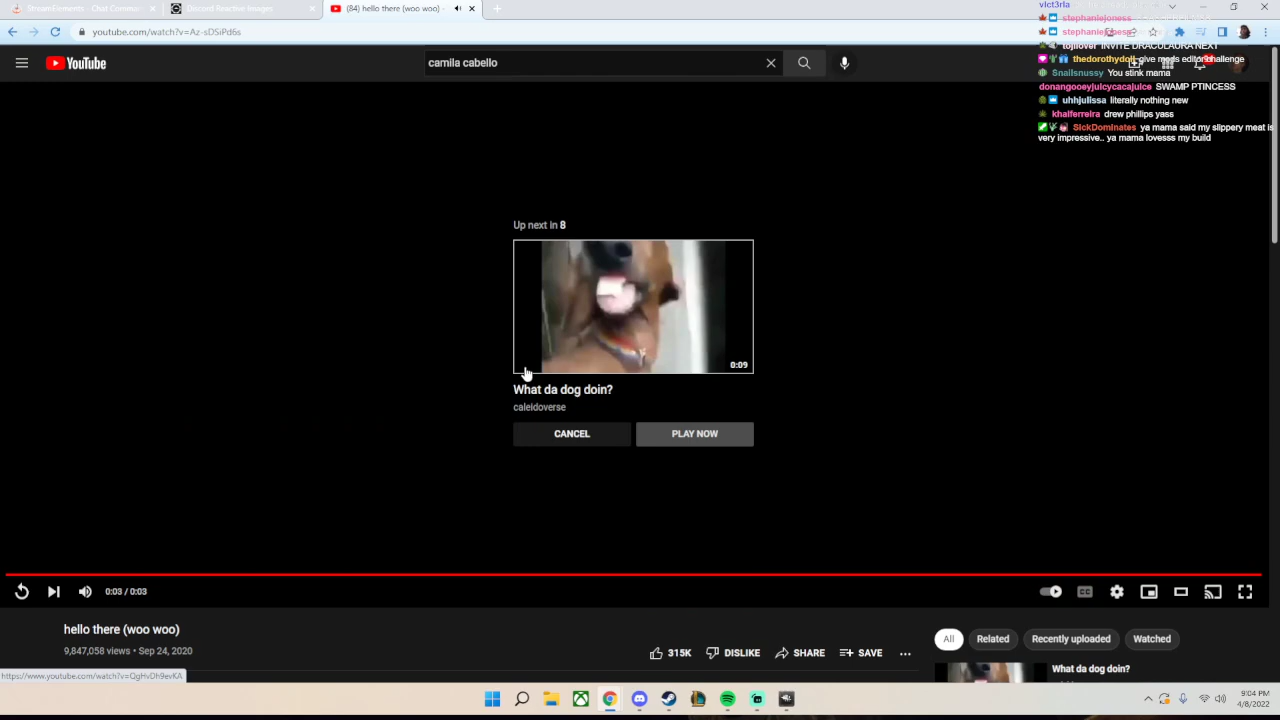 StreamElements - Chat Commu
Discord Reactive Images
(84) hello there (woo woo) -
youtube.com/watch?v=Az-sDSiPd6s
YouTube
camila cabello
vict3rla
stephaniejoness
stephaniejoness
tojilover INVITE DRACULAURA NEXT
thedorothydoll give meds editor challenge
Snailsnussy You stink mama
donangooeyjuicycacajuice SWAMP PTINCESS
uhhjulissa literally nothing new
khalferreira drew phillips yass
SickDominates ya mama said my slippery meat is
very impressive.. ya mama lovesss my build
Up next in 8
0:09
What da dog doin?
caleidoverse
CANCEL
PLAY NOW
0:03 / 0:03
CC
hello there (woo woo)
9,847,058 views • Sep 24, 2020
315K
DISLIKE
SHARE
SAVE
All
Related
Recently uploaded
Watched
What da dog doin?
https://www.youtube.com/watch?v=QgHvDh9evKA
9:04 PM
4/8/2022